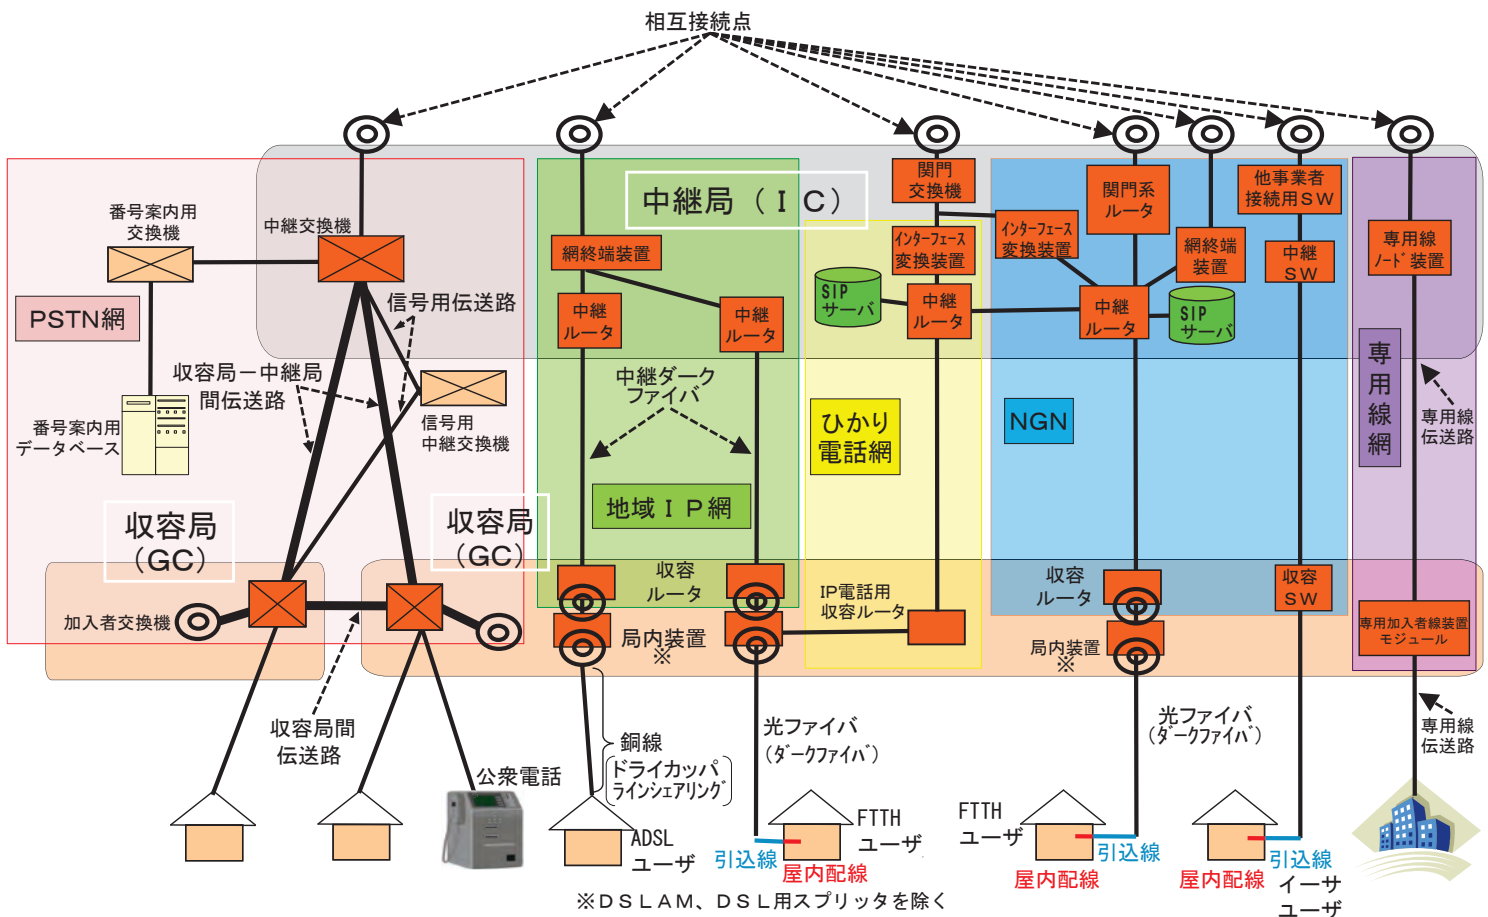 相互接続点
中継局（ＩＣ）
番号案内用
交換機
中継交換機
PSTN網
信号用伝送路
収容局－中継局
間伝送路
番号案内用
データベース
信号用
中継交換機
収容局
（GC）
収容局
（GC）
加入者交換機
収容局間
伝送路
公衆電話
網終端装置
中継
ルータ
中継
ルータ
中継ダーク
ファイバ
地域ＩＰ網
収容
ルータ
局内装置
※
銅線
ドライカッパ
ラインシェアリング
ADSL
ユーザ
光ファイバ
（ダークファイバ）
引込線
屋内配線
FTTH
ユーザ
関門
交換機
インターフェース
変換装置
SIP
サーバ
中継
ルータ
ひかり
電話網
IP電話用
収容ルータ
インターフェース
変換装置
関門系
ルータ
網終端
装置
中継
ルータ
SIP
サーバ
NGN
他事業者
接続用ＳＷ
中継
SW
収容
ルータ
収容
SW
局内装置
※
光ファイバ
（ダークファイバ）
FTTH
ユーザ
引込線
屋内配線
引込線
屋内配線
イーサ
ユーザ
専用線
ノード装置
専用線網
専用線
伝送路
専用加入者線装置
モジュール
専用線
伝送路
※ＤＳＬＡＭ、ＤＳＬ用スプリッタを除く